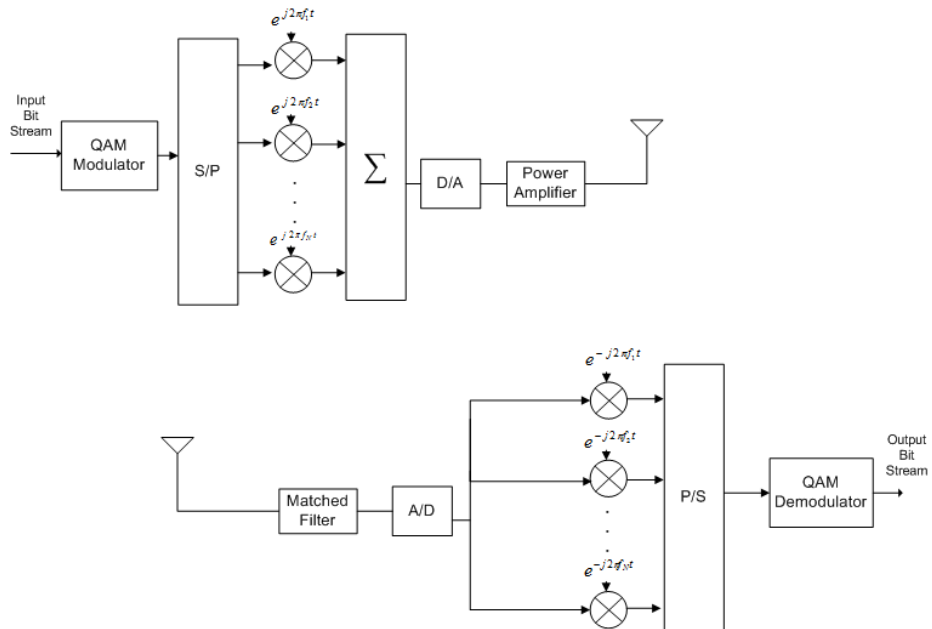 e^{j2πf_1t}
Input
Bit
Stream
QAM
Modulator
S/P
e^{j2πf_2t}
.
.
.
e^{j2πf_Nt}
∑
D/A
Power
Amplifier
e^{-j2πf_1t}
e^{-j2πf_2t}
.
.
.
e^{-j2πf_Nt}
Matched
Filter
A/D
P/S
QAM
Demodulator
Output
Bit
Stream